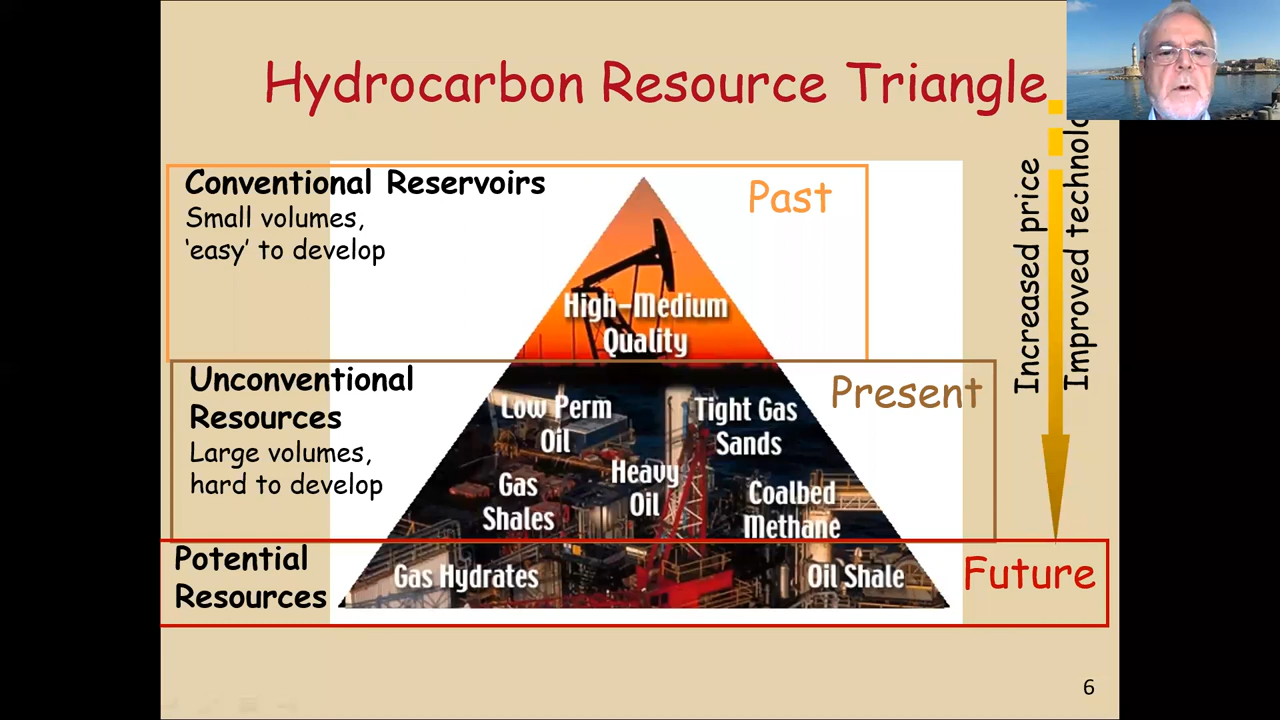 Hydrocarbon Resource Triangle
Conventional Reservoirs
Small volumes,
‘easy’ to develop
Past
High-Medium
Quality
Unconventional
Resources
Large volumes,
hard to develop
Present
Low Perm
Oil
Tight Gas
Sands
Heavy
Oil
Gas
Shales
Coalbed
Methane
Potential
Resources
Gas Hydrates
Oil Shale
Future
Increased price
Improved technolo
6